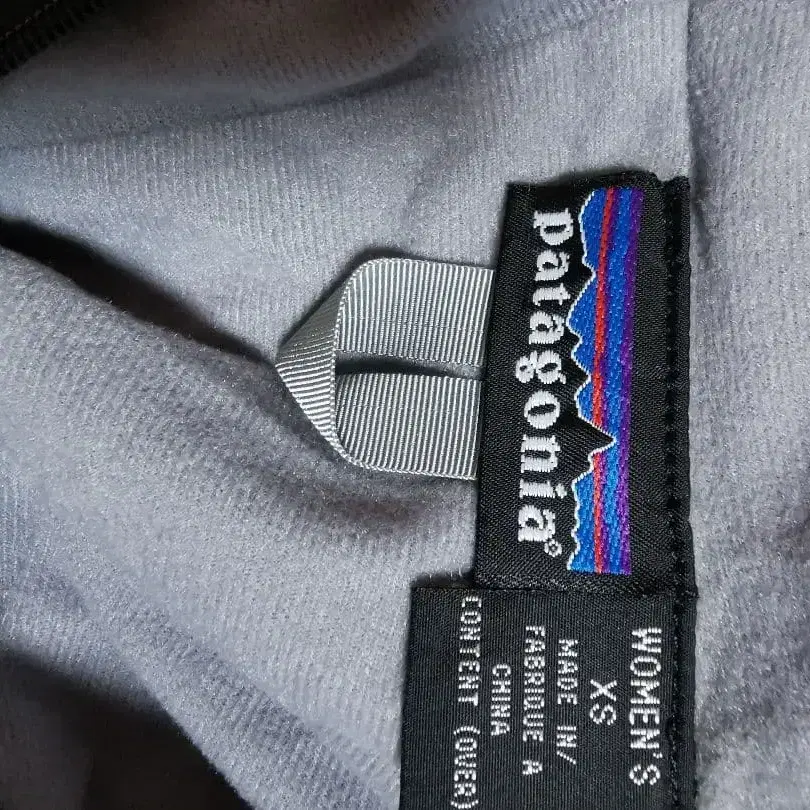 patagonia®
WOMEN'S
XS
MADE IN/
FABRIQUE A
CHINA
CONTENT (OVER)